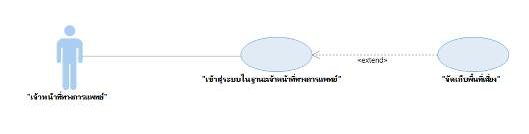 <extend>
"เข้าสู่ระบบในฐานะเจ้าหน้าที่ทางการแพทย์"
"จัดเก็บพื้นที่เสี่ยง"
"เจ้าหน้าที่ทางการแพทย์"